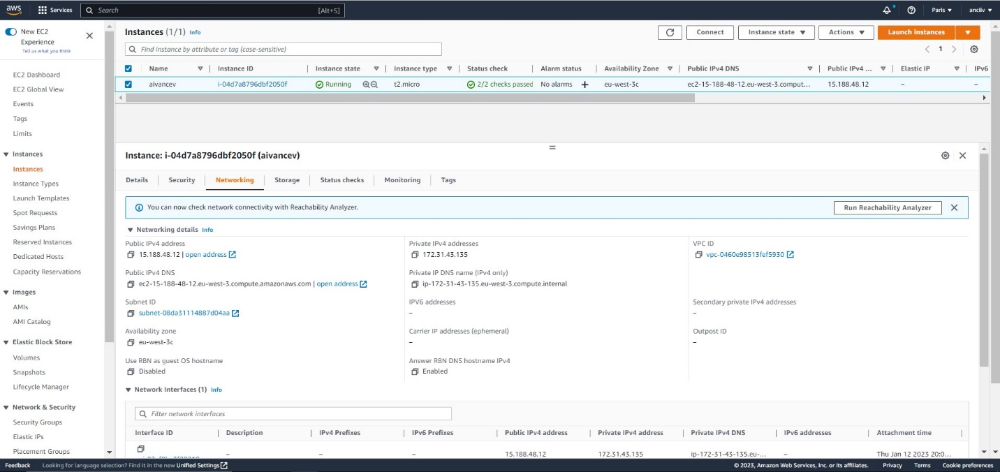 aws Services Search [Alt+S] Paris anciiv
New EC2 Experience
Tell us what you think
EC2 Dashboard
EC2 Global View
Events
Tags
Limits
Instances
Instances
Instance Types
Launch Templates
Spot Requests
Savings Plans
Reserved Instances
Dedicated Hosts
Capacity Reservations
Images
AMIs
AMI Catalog
Elastic Block Store
Volumes
Snapshots
Lifecycle Manager
Network & Security
Security Groups
Elastic IPs
Placement Groups
Instances (1/1) Info Connect Instance state Actions Launch instances
Find instance by attribute or tag (case-sensitive) 1
Name Instance ID Instance state Instance type Status check Alarm status Availability Zone Public IPv4 DNS Public IPv4 ... Elastic IP IPv6
aivancev i-04d7a8796dbf2050f Running t2.micro 2/2 checks passed No alarms + eu-west-3c ec2-15-188-48-12.eu-west-3.comput... 15.188.48.12 – –
Instance: i-04d7a8796dbf2050f (aivancev)
Details Security Networking Storage Status checks Monitoring Tags
You can now check network connectivity with Reachability Analyzer. Run Reachability Analyzer
Networking details Info
Public IPv4 address Private IPv4 addresses VPC ID
15.188.48.12 | open address 172.31.43.135 vpc-0460e98513fef5930
Public IPv4 DNS Private IP DNS name (IPv4 only)
ec2-15-188-48-12.eu-west-3.compute.amazonaws.com | open address ip-172-31-43-135.eu-west-3.compute.internal
Subnet ID IPV6 addresses Secondary private IPv4 addresses
subnet-08da31114887d04aa – –
Availability zone Carrier IP addresses (ephemeral) Outpost ID
eu-west-3c – –
Use RBN as guest OS hostname Answer RBN DNS hostname IPv4
Disabled Enabled
Network Interfaces (1) Info
Filter network interfaces
Interface ID Description IPv4 Prefixes IPv6 Prefixes Public IPv4 address Private IPv4 address Private IPv4 DNS IPv6 addresses Attachment time
– – – 15.188.48.12 172.31.43.135 ip-172-31-43-135.eu-... – Thu Jan 12 2023 20:0...
Feedback Looking for language selection? Find it in the new Unified Settings © 2023, Amazon Web Services, Inc. or its affiliates. Privacy Terms Cookie preferences